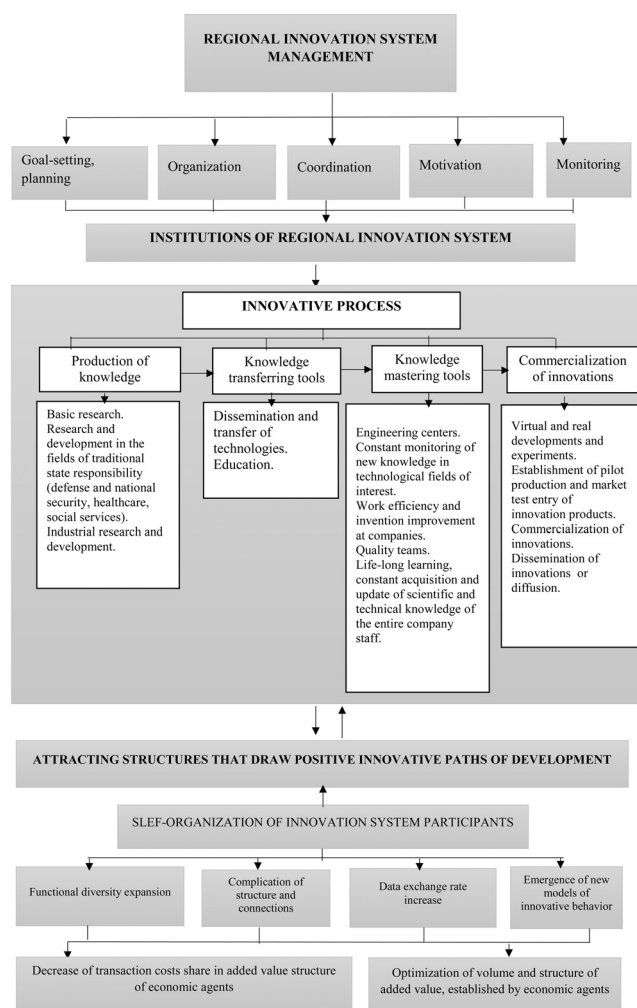 REGIONAL INNOVATION SYSTEM
MANAGEMENT
Goal-setting,
planning
Organization
Coordination
Motivation
Monitoring
INSTITUTIONS OF REGIONAL INNOVATION SYSTEM
INNOVATIVE PROCESS
Production of
knowledge
Knowledge
transferring tools
Knowledge
mastering tools
Commercialization
of innovations
Basic research.
Research and
development in the
fields of traditional
state responsibility
(defense and national
security, healthcare,
social services).
Industrial research and
development.
Dissemination and
transfer of
technologies.
Education.
Engineering centers.
Constant monitoring of
new knowledge in
technological fields of
interest.
Work efficiency and
invention improvement
at companies.
Quality teams.
Life-long learning,
constant acquisition and
update of scientific and
technical knowledge of
the entire company
staff.
Virtual and real
developments and
experiments.
Establishment of pilot
production and market
test entry of
innovation products.
Commercialization of
innovations.
Dissemination of
innovations or
diffusion.
ATTRACTING STRUCTURES THAT DRAW POSITIVE INNOVATIVE PATHS OF DEVELOPMENT
SLEF-ORGANIZATION OF INNOVATION SYSTEM PARTICIPANTS
Functional diversity expansion
Complication of
structure and
connections
Data exchange rate
increase
Emergence of new
models of
innovative behavior
Decrease of transaction costs share in added value structure
of economic agents
Optimization of volume and structure of
added value, established by economic agents